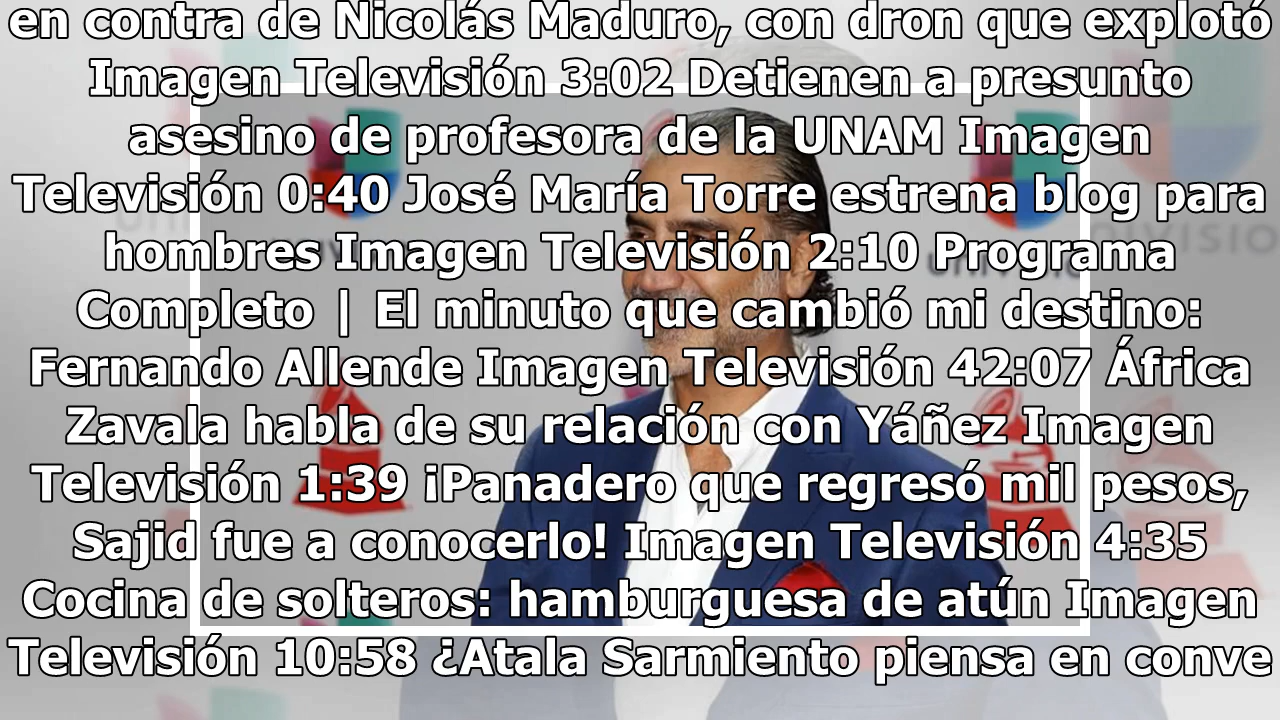 en contra de Nicolás Maduro, con dron que explotó
Imagen Televisión 3:02 Detienen a presunto
asesino de profesora de la UNAM Imagen
Televisión 0:40 José María Torre estrena blog para
hombres Imagen Televisión 2:10 Programa
Completo | El minuto que cambió mi destino:
Fernando Allende Imagen Televisión 42:07 África
Zavala habla de su relación con Yáñez Imagen
Televisión 1:39 ¡Panadero que regresó mil pesos,
Sajid fue a conocerlo! Imagen Televisión 4:35
Cocina de solteros: hamburguesa de atún Imagen
Televisión 10:58 ¿Atala Sarmiento piensa en conve